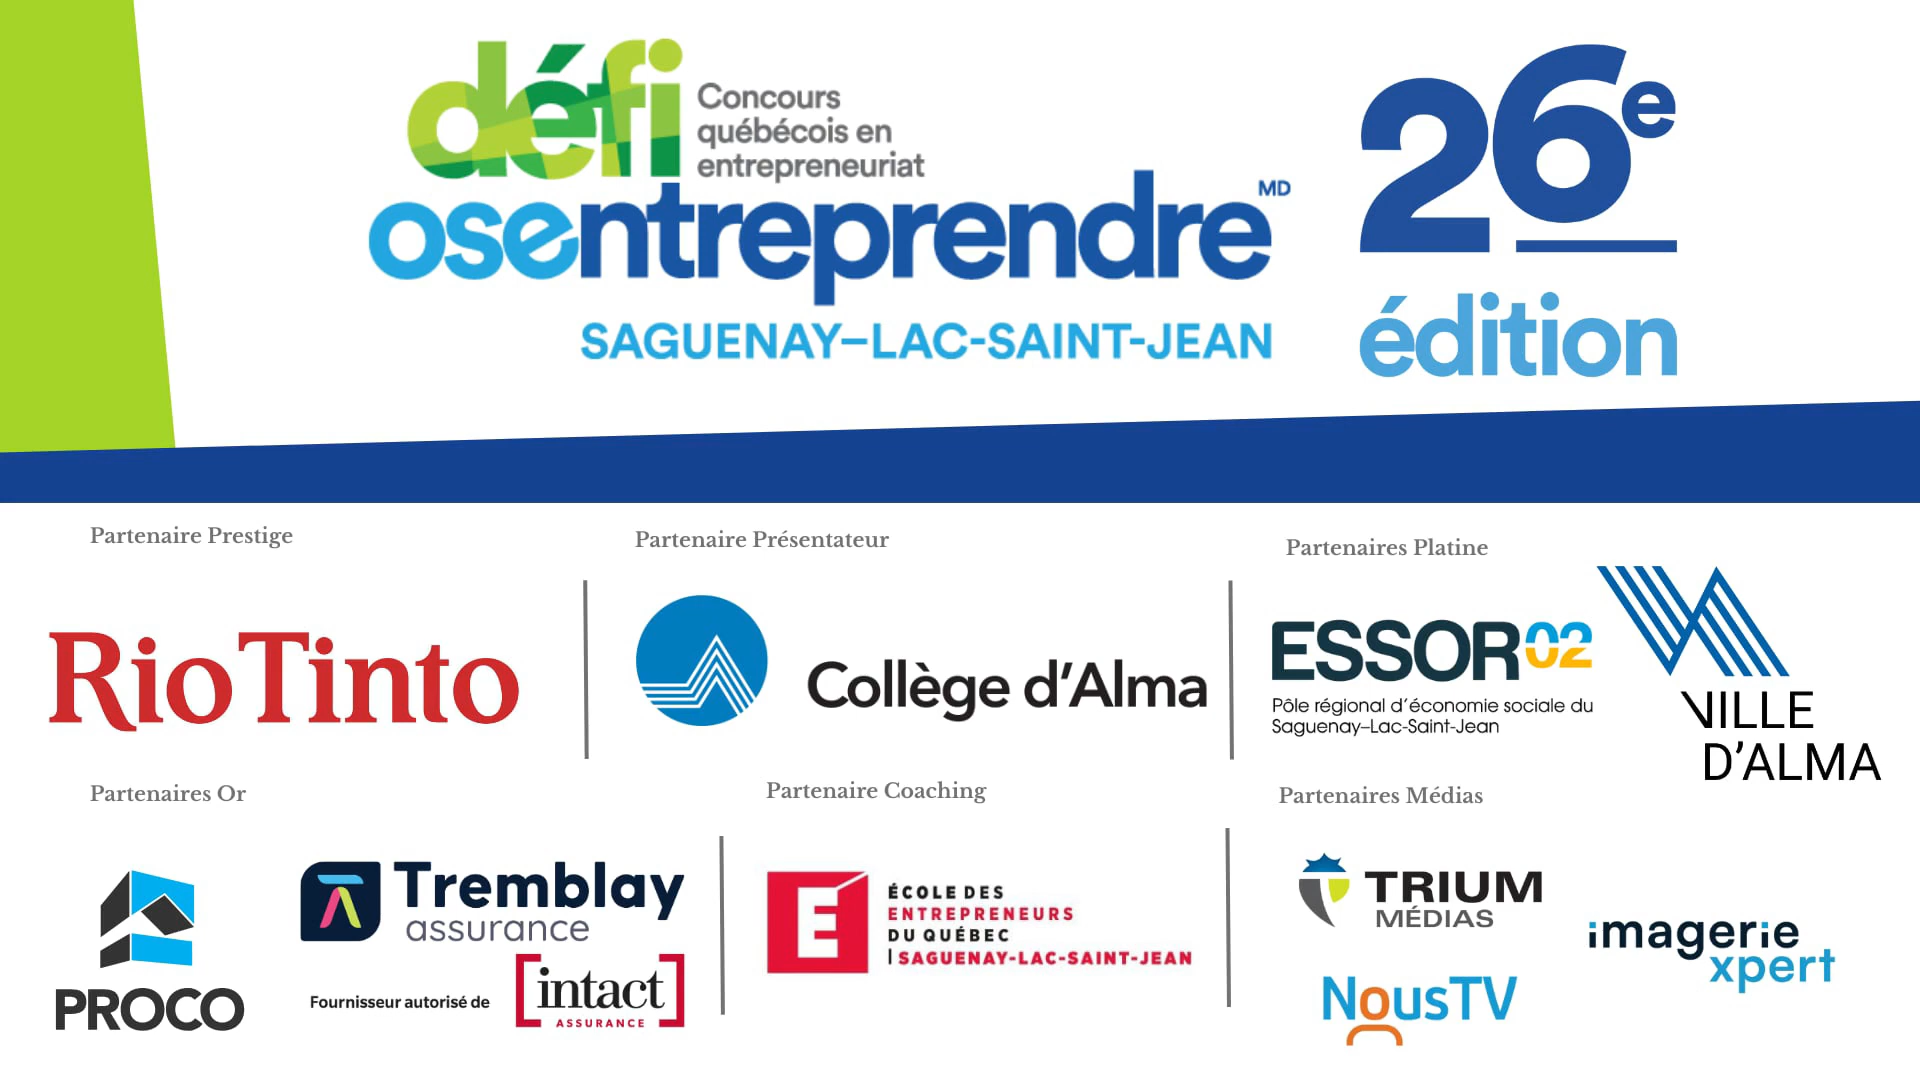 défi
Concours
québécois en
entrepreneuriat
osentreprendre MD
SAGUENAY–LAC-SAINT-JEAN
26e
édition
Partenaire Prestige
RioTinto
Partenaire Présentateur
Collège d'Alma
Partenaires Platine
ESSOR02
Pôle régional d'économie sociale du
Saguenay–Lac-Saint-Jean
VILLE
D'ALMA
Partenaires Or
PROCO
Tremblay
assurance
Fournisseur autorisé de
[intact]
ASSURANCE
Partenaire Coaching
E
ÉCOLE DES
ENTREPRENEURS
DU QUÉBEC
| SAGUENAY-LAC-SAINT-JEAN
Partenaires Médias
TRIUM
MÉDIAS
imagerie
xpert
NousTV